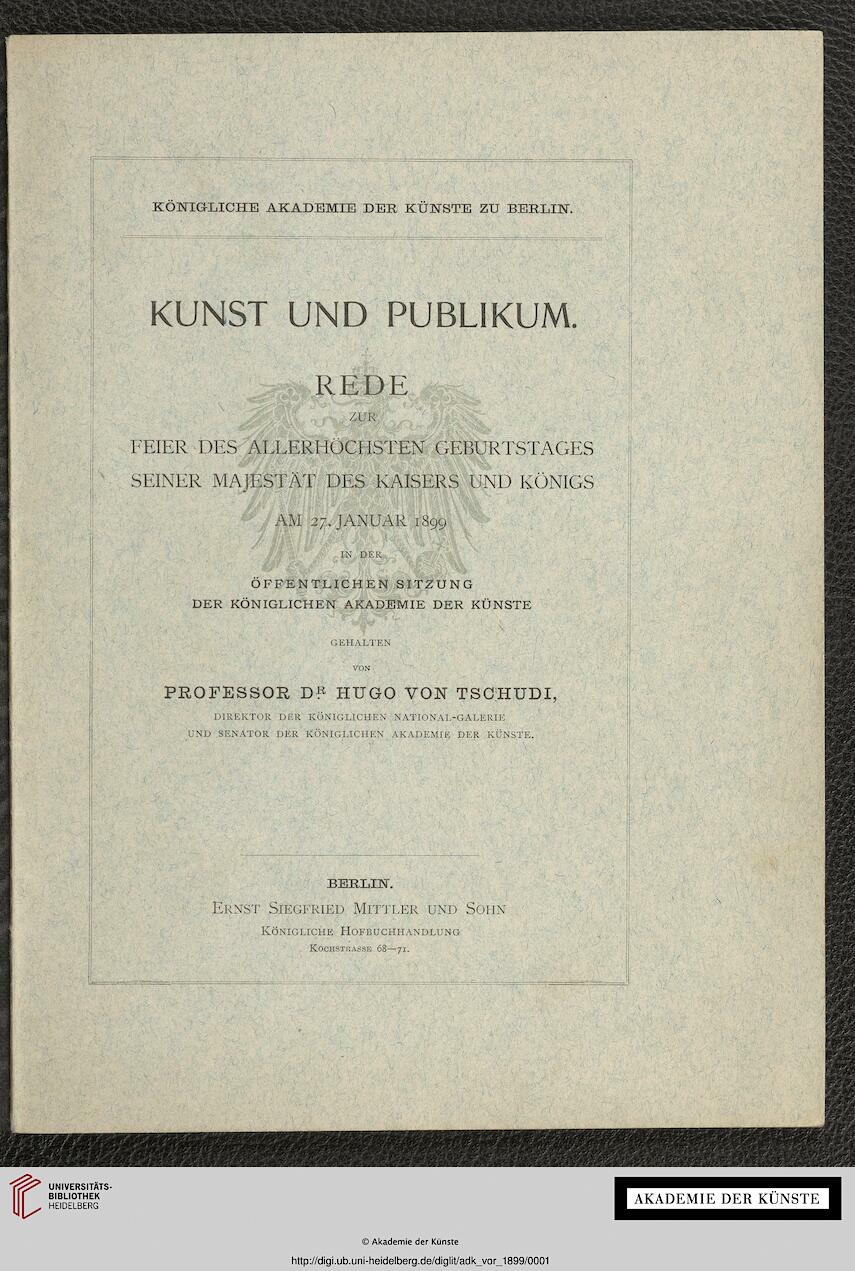 KÖNIGLICHE AKADEMIE DER KÜNSTE ZU BERLIN.
KUNST UND PUBLIKUM.
REDE
ZUR
FEIER DES ALLERHÖCHSTEN GEBURTSTAGES
SEINER MAJESTÄT DES KAISERS UND KÖNIGS
AM 27. JANUAR 1899
IN DER
ÖFFENTLICHEN SITZUNG
DER KÖNIGLICHEN AKADEMIE DER KÜNSTE
GEHALTEN
VON
PROFESSOR DR HUGO VON TSCHUDI,
DIREKTOR DER KÖNIGLICHEN NATIONAL-GALERIE
UND SENATOR DER KÖNIGLICHEN AKADEMIE DER KÜNSTE.
BERLIN.
ERNST SIEGFRIED MITTLER UND SOHN
KÖNIGLICHE HOFBUCHHANDLUNG
KOCHSTRASSE 68—71.
UNIVERSITÄTS-
BIBLIOTHEK
HEIDELBERG
AKADEMIE DER KÜNSTE
© Akademie der Künste
http://digi.ub.uni-heidelberg.de/diglit/adk_vor_1899/0001